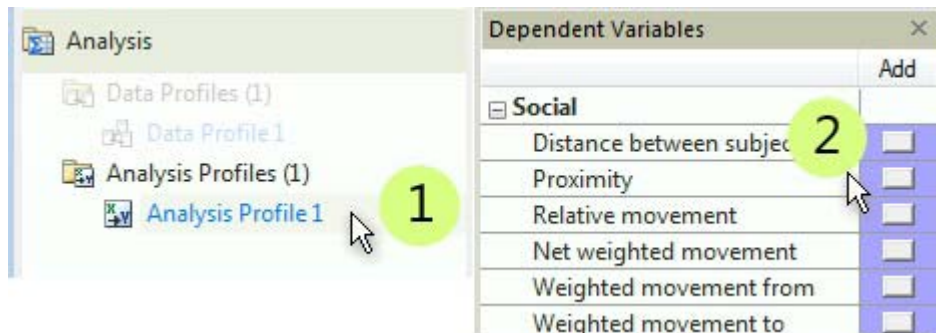 Analysis
Data Profiles (1)
Data Profile 1
Analysis Profiles (1)
Analysis Profile 1
1
Dependent Variables
Add
Social
Distance between
2
Proximity
Relative movement
Net weighted movement
Weighted movement from
Weighted movement to